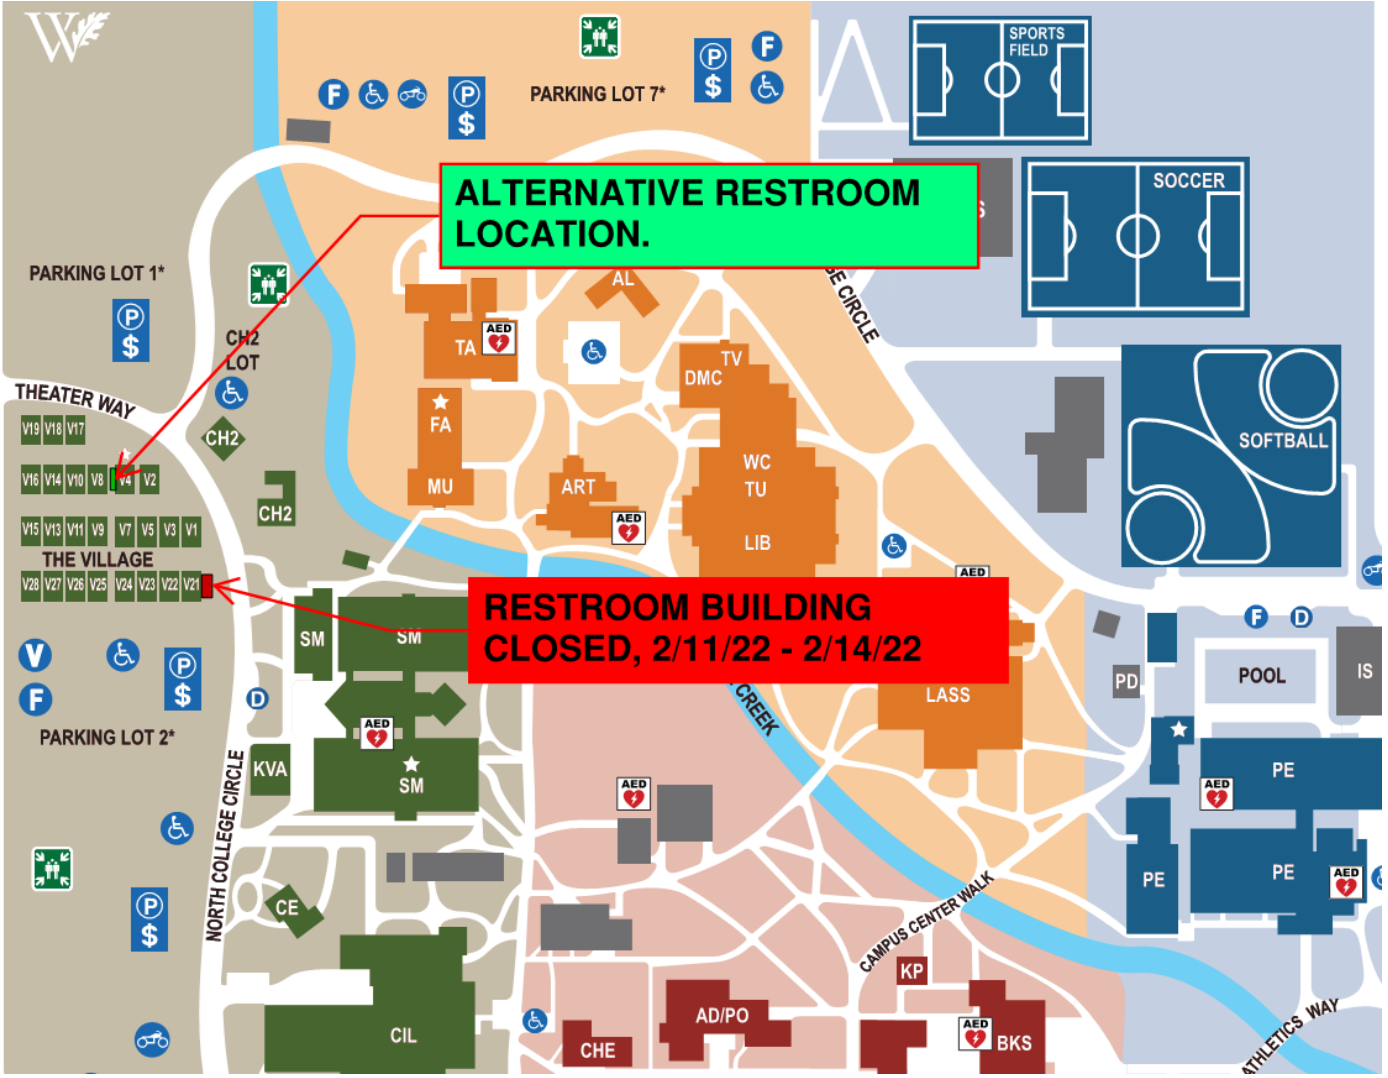 W
SPORTS
FIELD
F
P
$
F
P
$
PARKING LOT 7*
ALTERNATIVE RESTROOM
LOCATION.
S
SOCCER
PARKING LOT 1*
P
$
CH2
LOT
AL
GE CIRCLE
TA
AED
TV
DMC
THEATER WAY
V19 V18 V17
CH2
FA
SOFTBALL
V16 V14 V10 V8 V4 V2
MU
ART
WC
TU
LIB
CH2
AED
V15 V13 V11 V9 V7 V5 V3 V1
THE VILLAGE
V28 V27 V26 V25 V24 V23 V22 V21
AED
RESTROOM BUILDING
CLOSED, 2/11/22 - 2/14/22
F
D
SM
SM
V
F
P
$
D
PD
POOL
IS
LASS
CREEK
PARKING LOT 2*
AED
KVA
SM
AED
PE
AED
NORTH COLLEGE CIRCLE
P
$
CE
CAMPUS CENTER WALK
PE
PE
AED
KP
CIL
AD/PO
CHE
AED
BKS
ATHLETICS WAY